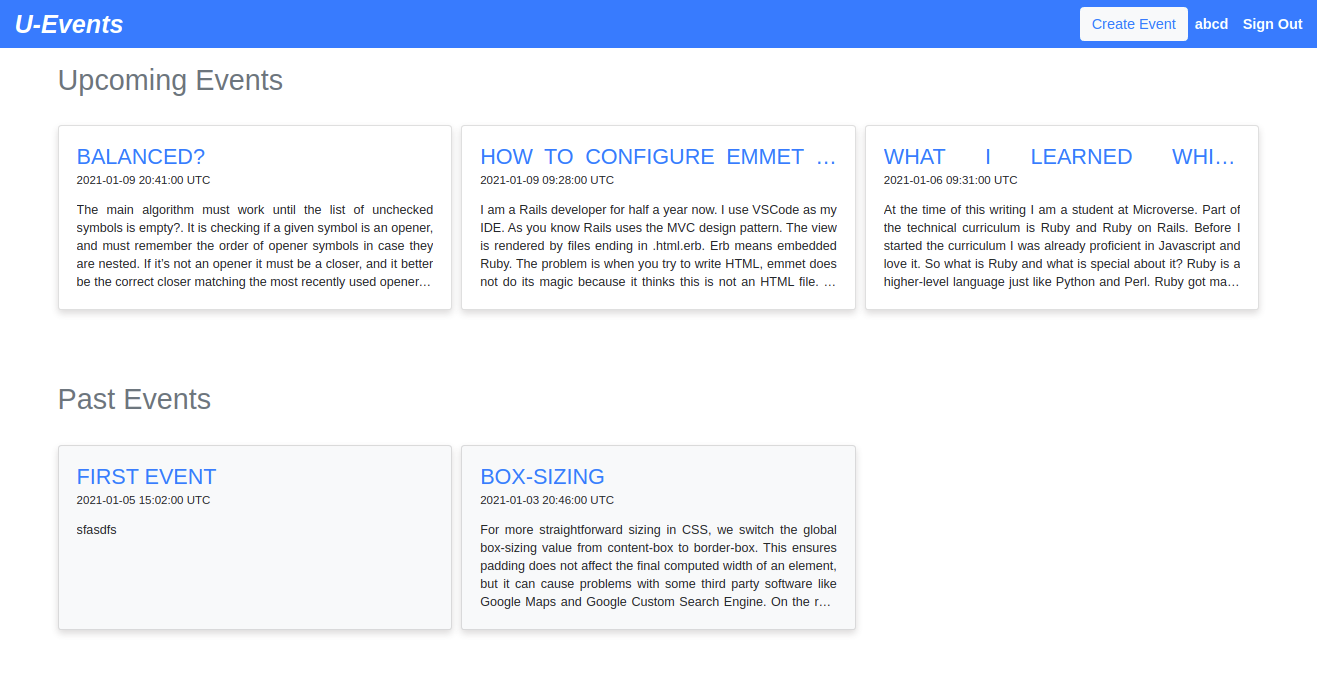 U-Events
Create Event abcd Sign Out
Upcoming Events
BALANCED?
2021-01-09 20:41:00 UTC
The main algorithm must work until the list of unchecked
symbols is empty?. It is checking if a given symbol is an opener,
and must remember the order of opener symbols in case they
are nested. If it’s not an opener it must be a closer, and it better
be the correct closer matching the most recently used opener…
HOW TO CONFIGURE EMMET …
2021-01-09 09:28:00 UTC
I am a Rails developer for half a year now. I use VSCode as my
IDE. As you know Rails uses the MVC design pattern. The view
is rendered by files ending in .html.erb. Erb means embedded
Ruby. The problem is when you try to write HTML, emmet does
not do its magic because it thinks this is not an HTML file. …
WHAT I LEARNED WHI…
2021-01-06 09:31:00 UTC
At the time of this writing I am a student at Microverse. Part of
the technical curriculum is Ruby and Ruby on Rails. Before I
started the curriculum I was already proficient in Javascript and
love it. So what is Ruby and what is special about it? Ruby is a
higher-level language just like Python and Perl. Ruby got ma…
Past Events
FIRST EVENT
2021-01-05 15:02:00 UTC
sfasdfs
BOX-SIZING
2021-01-03 20:46:00 UTC
For more straightforward sizing in CSS, we switch the global
box-sizing value from content-box to border-box. This ensures
padding does not affect the final computed width of an element,
but it can cause problems with some third party software like
Google Maps and Google Custom Search Engine. On the r…